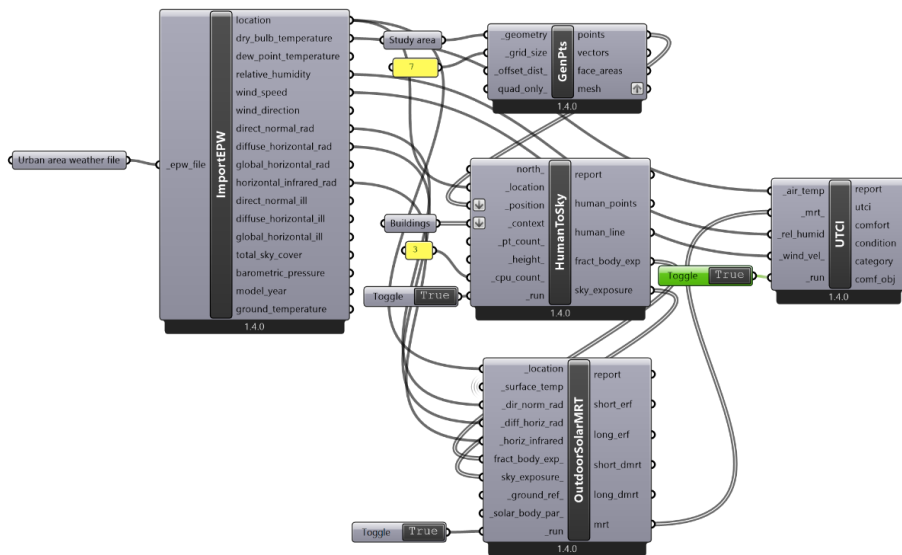 Urban area weather file
_epw_file
ImportEPW
location
dry_bulb_temperature
dew_point_temperature
relative_humidity
wind_speed
wind_direction
direct_normal_rad
diffuse_horizontal_rad
global_horizontal_rad
horizontal_infrared_rad
direct_normal_ill
diffuse_horizontal_ill
global_horizontal_ill
total_sky_cover
barometric_pressure
model_year
ground_temperature
1.4.0
Study area
7
_geometry
_grid_size
_offset_dist_
quad_only_
GenPts
points
vectors
face_areas
mesh
1.4.0
Buildings
3
Toggle True
north_
_location
_position
_context
_pt_count_
_height_
_cpu_count_
_run
HumanToSky
report
human_points
human_line
fract_body_exp
sky_exposure
1.4.0
Toggle True
_location
_surface_temp
_dir_norm_rad
_diff_horiz_rad
_horiz_infrared
fract_body_exp_
sky_exposure_
_ground_ref_
_solar_body_par_
_run
OutdoorSolarMRT
report
short_erf
long_erf
short_dmrt
long_dmrt
mrt
1.4.0
Toggle True
_air_temp
_mrt_
_rel_humid
_wind_vel_
_run
UTCI
report
utci
comfort
condition
category
comf_obj
1.4.0